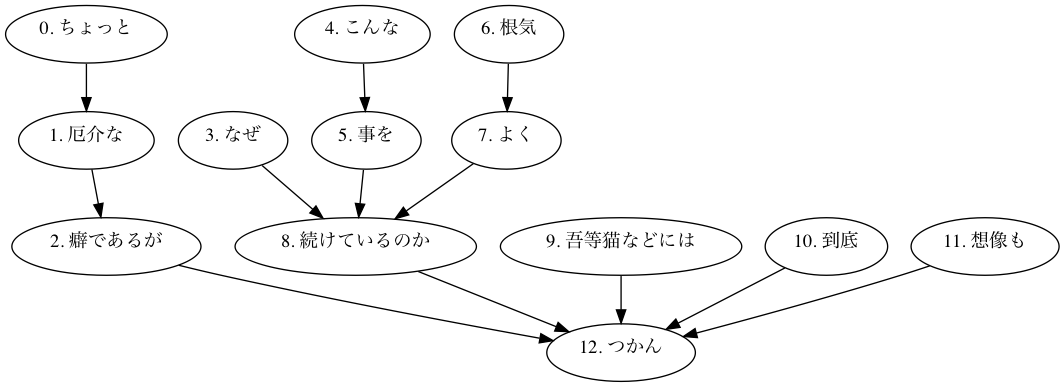 0. ちょっと
4. こんな
6. 根気
1. 厄介な
3. なぜ
5. 事を
7. よく
2. 癖であるが
8. 続けているのか
9. 吾等猫などには
10. 到底
11. 想像も
12. つかん